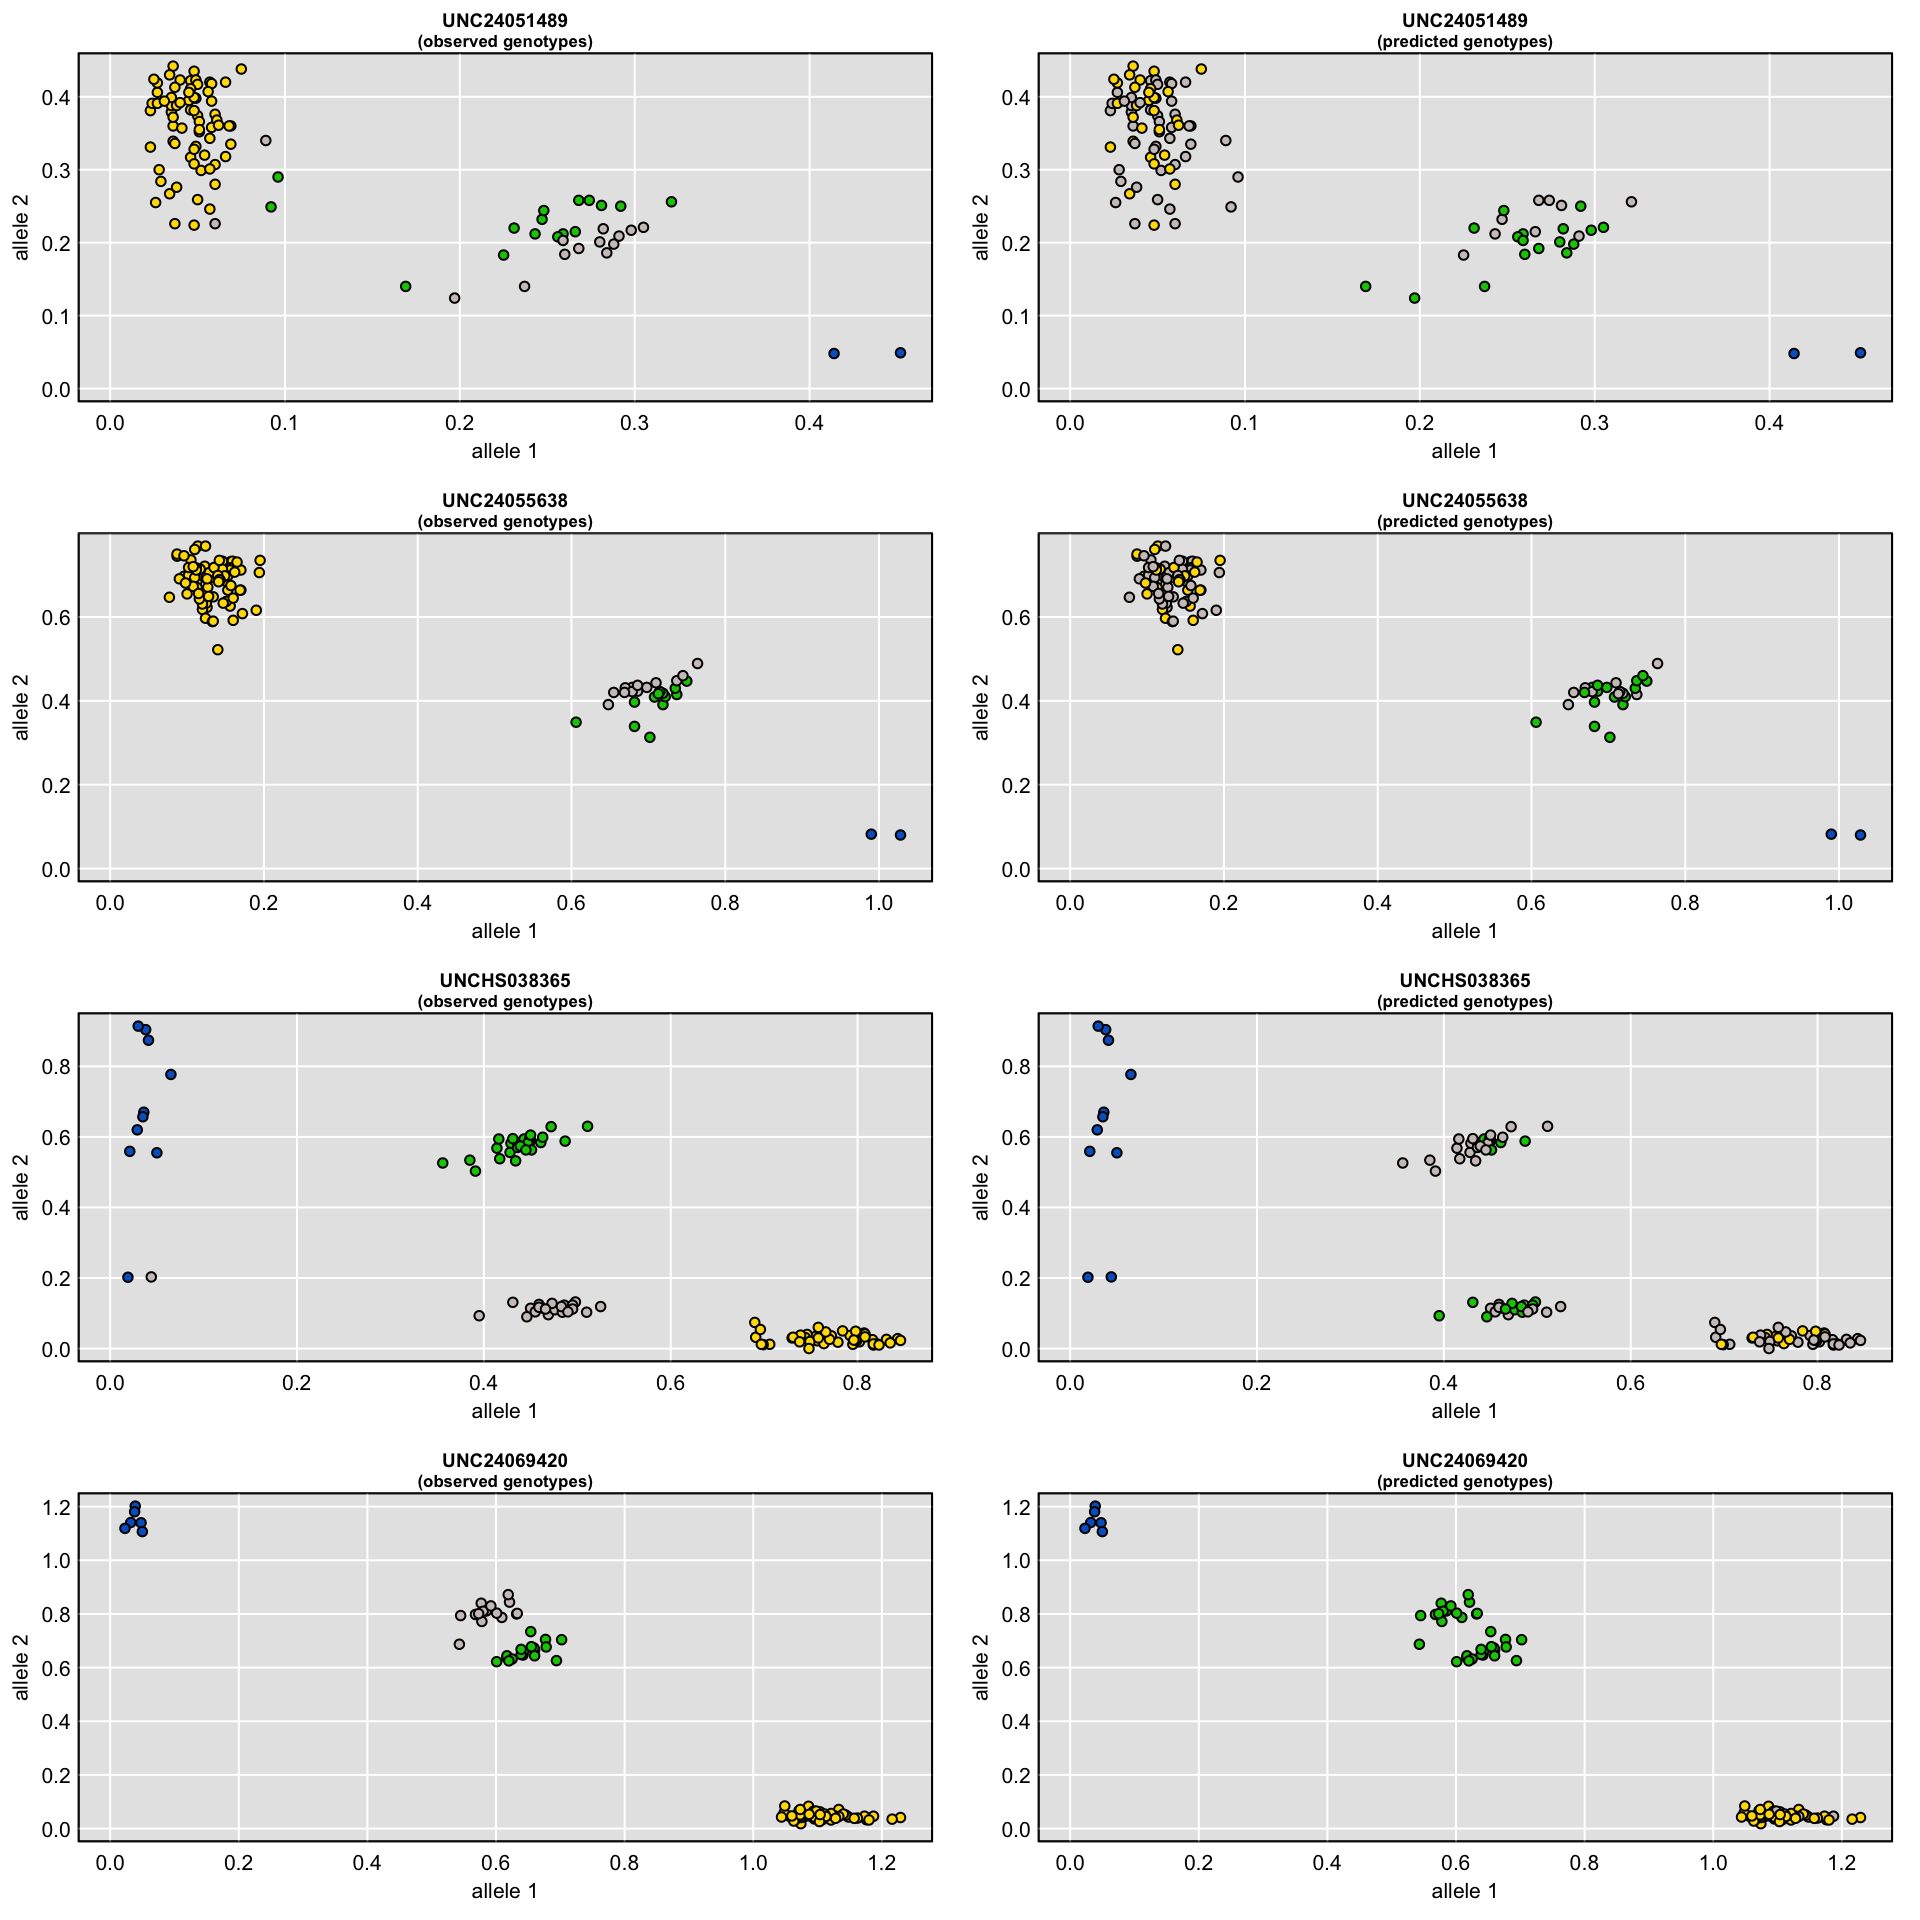 UNC24051489
(observed genotypes)
allele 2
0.4
0.3
0.2
0.1
0.0
0.0 0.1 0.2 0.3 0.4
allele 1
UNC24051489
(predicted genotypes)
allele 2
0.4
0.3
0.2
0.1
0.0
0.0 0.1 0.2 0.3 0.4
allele 1
UNC24055638
(observed genotypes)
allele 2
0.6
0.4
0.2
0.0
0.0 0.2 0.4 0.6 0.8 1.0
allele 1
UNC24055638
(predicted genotypes)
allele 2
0.6
0.4
0.2
0.0
0.0 0.2 0.4 0.6 0.8 1.0
allele 1
UNCHS038365
(observed genotypes)
allele 2
0.8
0.6
0.4
0.2
0.0
0.0 0.2 0.4 0.6 0.8
allele 1
UNCHS038365
(predicted genotypes)
allele 2
0.8
0.6
0.4
0.2
0.0
0.0 0.2 0.4 0.6 0.8
allele 1
UNC24069420
(observed genotypes)
allele 2
1.2
1.0
0.8
0.6
0.4
0.2
0.0
0.0 0.2 0.4 0.6 0.8 1.0 1.2
allele 1
UNC24069420
(predicted genotypes)
allele 2
1.2
1.0
0.8
0.6
0.4
0.2
0.0
0.0 0.2 0.4 0.6 0.8 1.0 1.2
allele 1